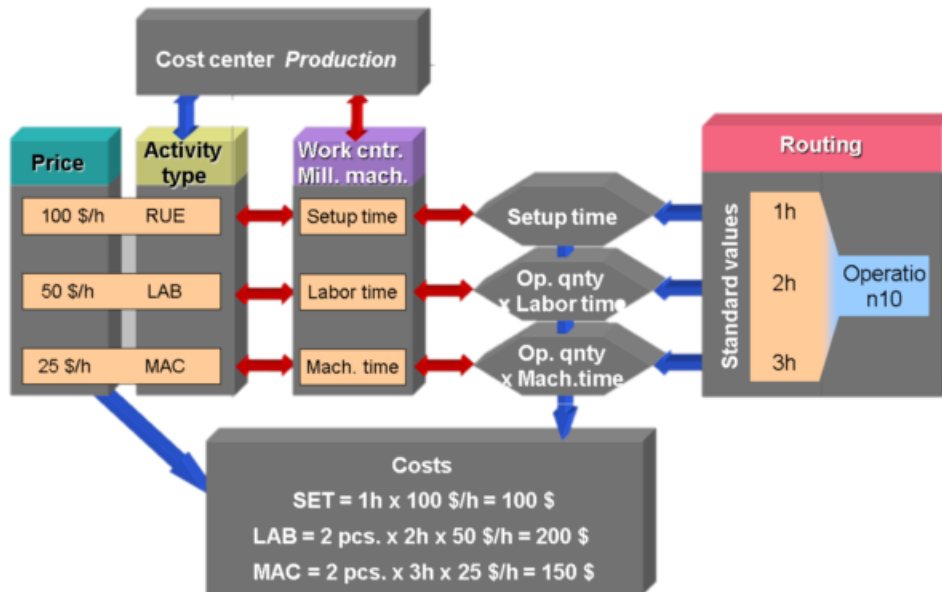 Cost center Production
Price
Activity
type
Work cntr.
Mill. mach.
Routing
100 $/h
RUE
Setup time
Setup time
1h
50 $/h
LAB
Labor time
Op. qnty
x Labor time
2h
25 $/h
MAC
Mach. time
Op. qnty
x Mach.time
3h
Standard values
Operatio
n10
Costs
SET = 1h x 100 $/h = 100 $
LAB = 2 pcs. x 2h x 50 $/h = 200 $
MAC = 2 pcs. x 3h x 25 $/h = 150 $